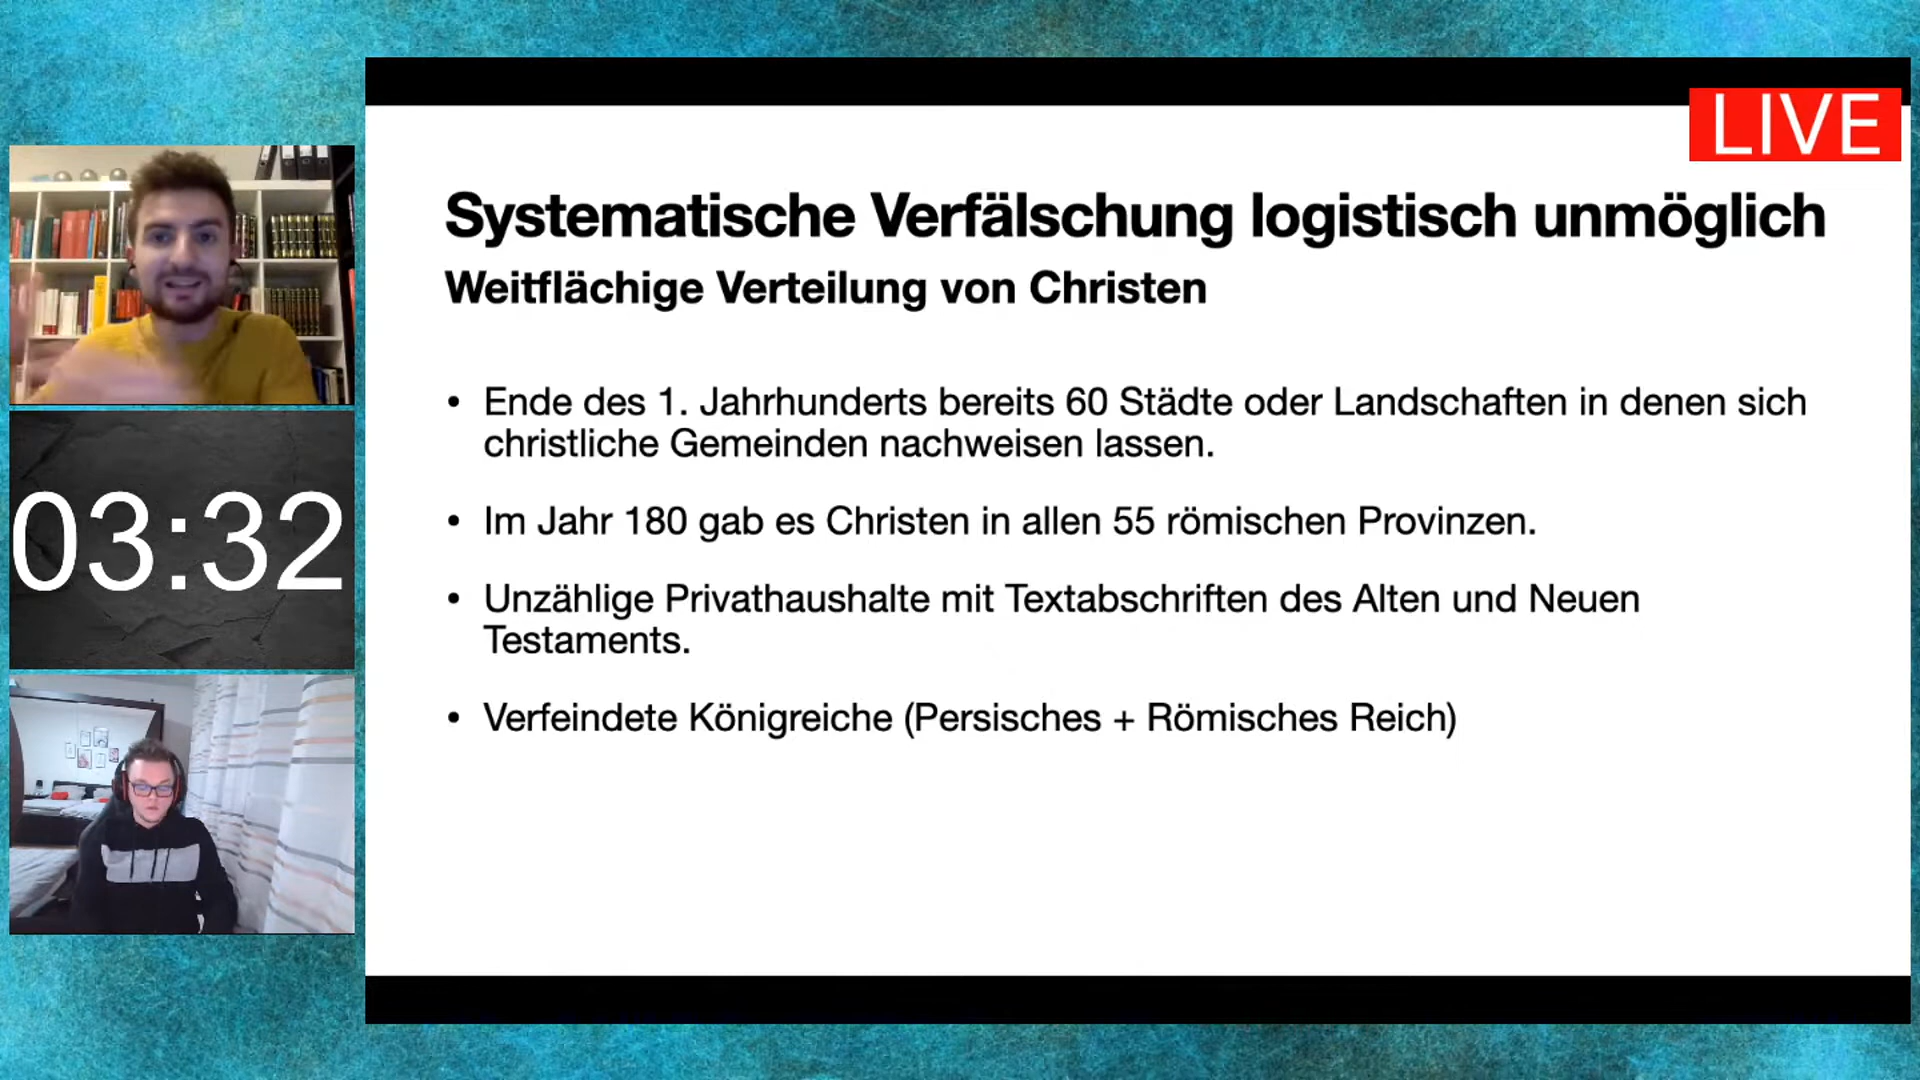 LIVE
Systematische Verfälschung logistisch unmöglich
Weitflächige Verteilung von Christen
• Ende des 1. Jahrhunderts bereits 60 Städte oder Landschaften in denen sich
christliche Gemeinden nachweisen lassen.
• Im Jahr 180 gab es Christen in allen 55 römischen Provinzen.
• Unzählige Privathaushalte mit Textabschriften des Alten und Neuen
Testaments.
• Verfeindete Königreiche (Persisches + Römisches Reich)
03:32